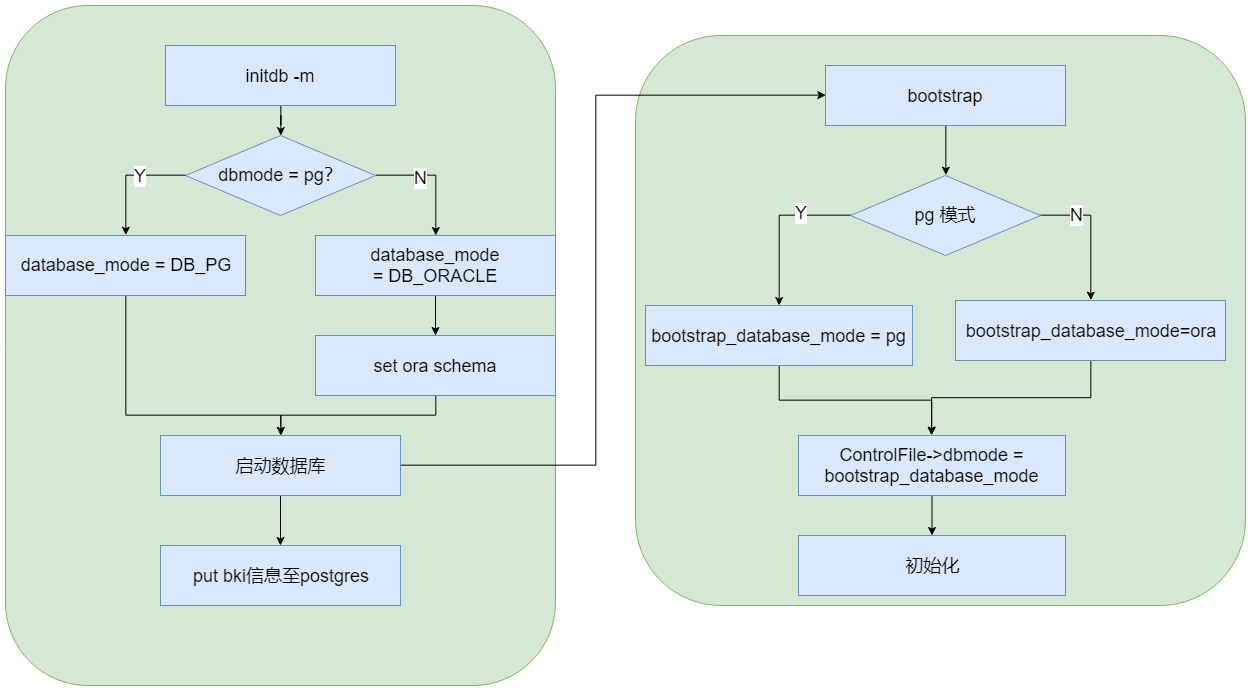 initdb -m
dbmode = pg?
Y
N
database_mode = DB_PG
database_mode
= DB_ORACLE
set ora schema
启动数据库
put bki信息至postgres
bootstrap
pg 模式
Y
N
bootstrap_database_mode = pg
bootstrap_database_mode=ora
ControlFile->dbmode =
bootstrap_database_mode
初始化